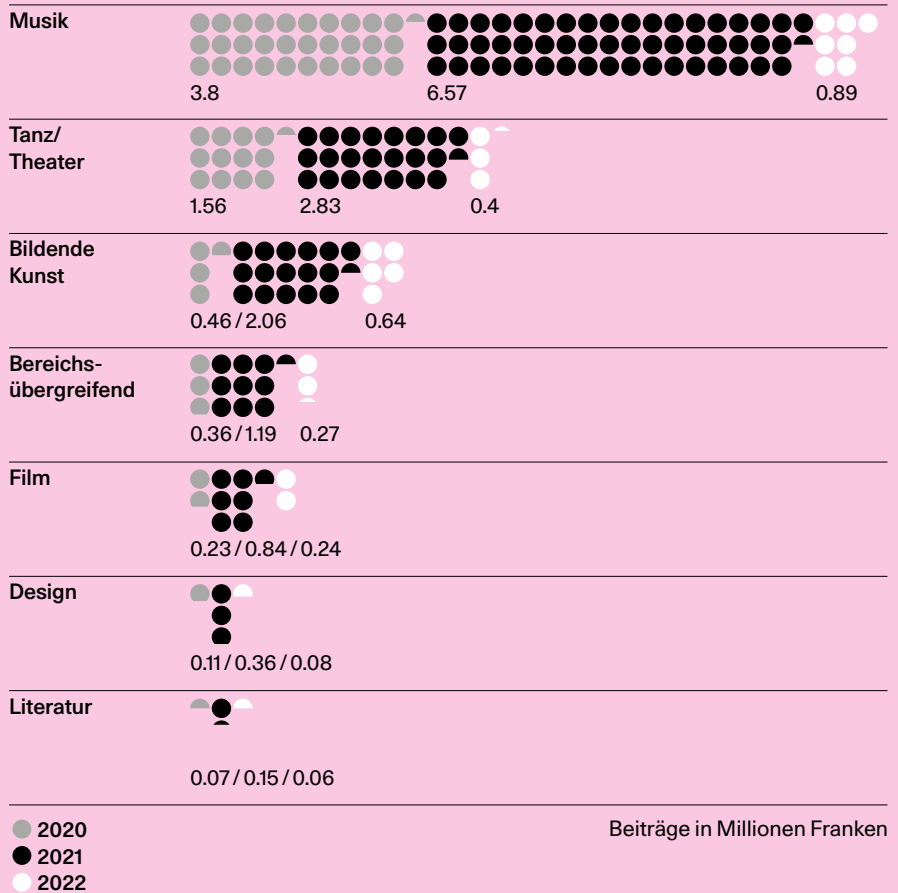 Musik
3.8 6.57 0.89
Tanz/
Theater
1.56 2.83 0.4
Bildende
Kunst
0.46 / 2.06 0.64
Bereichs-
übergreifend
0.36 / 1.19 0.27
Film
0.23 / 0.84 / 0.24
Design
0.11 / 0.36 / 0.08
Literatur
0.07 / 0.15 / 0.06
2020 Beiträge in Millionen Franken
2021
2022